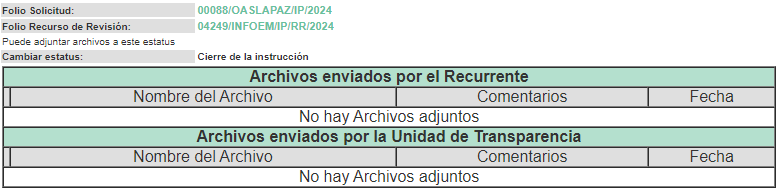 Folio Solicitud: 00088/OASLAPAZ/IP/2024
Folio Recurso de Revisión: 04249/INFOEM/IP/RR/2024
Puede adjuntar archivos a este estatus
Cambiar estatus: Cierre de la instrucción
Archivos enviados por el Recurrente
Nombre del Archivo Comentarios Fecha
No hay Archivos adjuntos
Archivos enviados por la Unidad de Transparencia
Nombre del Archivo Comentarios Fecha
No hay Archivos adjuntos